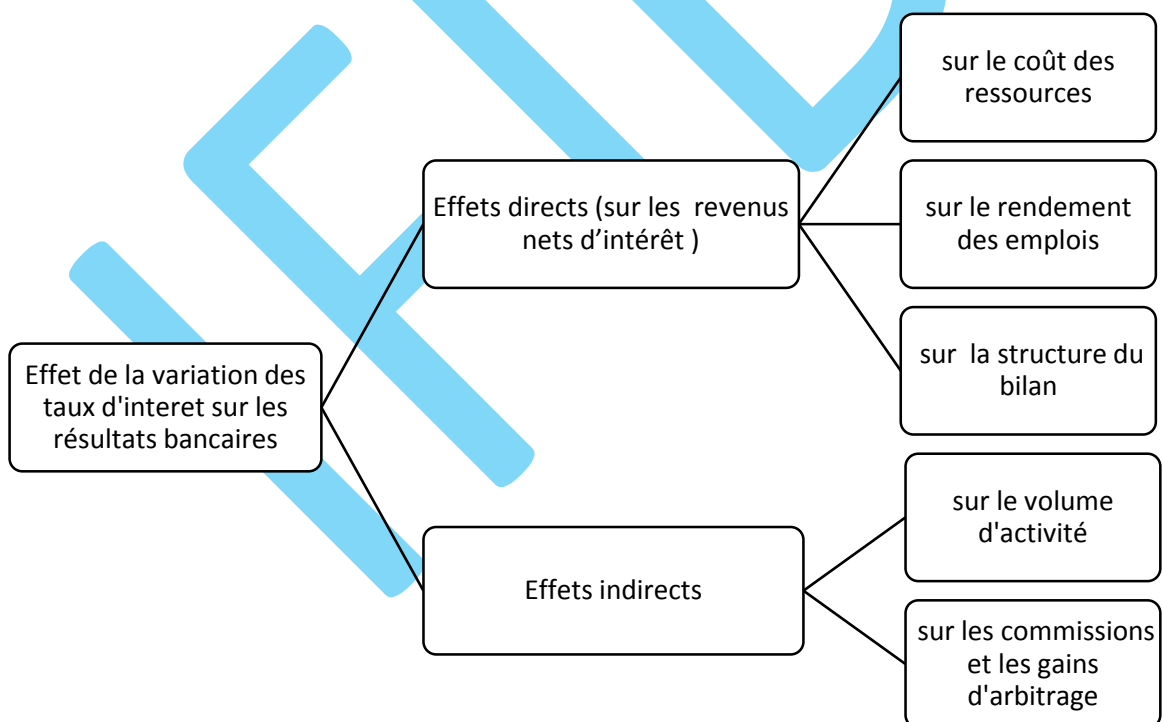 sur le coût des
ressources
Effets directs (sur les revenus
nets d’intérêt )
sur le rendement
des emplois
sur la structure du
bilan
Effet de la variation des
taux d'interet sur les
résultats bancaires
sur le volume
d'activité
Effets indirects
sur les commissions
et les gains
d'arbitrage